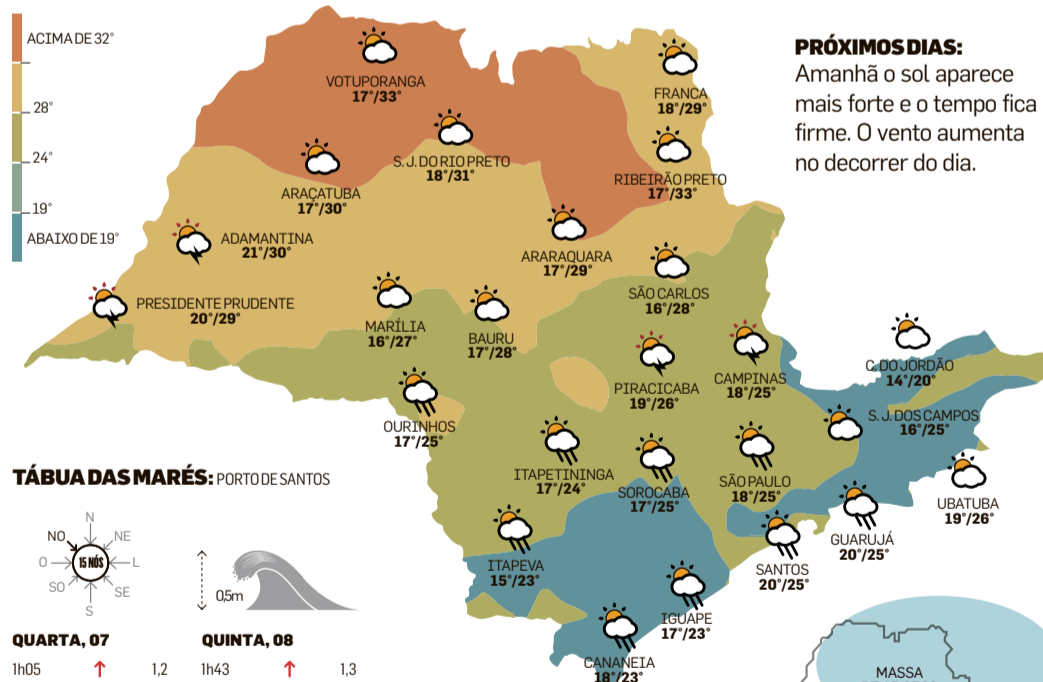 ACIMA DE 32°
28°
24°
19°
ABAIXO DE 19°
VOTUPORANGA
17°/33°
FRANCA
18°/29°
S. J. DO RIO PRETO
18°/31°
RIBEIRÃO PRETO
17°/33°
ARAÇATUBA
17°/30°
ADAMANTINA
21°/30°
ARARAQUARA
17°/29°
PRESIDENTE PRUDENTE
20°/29°
SÃO CARLOS
16°/28°
MARÍLIA
16°/27°
BAURU
17°/28°
PIRACICABA
19°/26°
CAMPINAS
18°/25°
C. DO JORDÃO
14°/20°
S. J. DOS CAMPOS
16°/25°
OURINHOS
17°/25°
ITAPETININGA
17°/24°
SOROCABA
17°/25°
SÃO PAULO
18°/25°
UBATUBA
19°/26°
GUARUJÁ
20°/25°
SANTOS
20°/25°
ITAPEVA
15°/23°
IGUAPE
17°/23°
CANANEIA
18°/23°
PRÓXIMOS DIAS:
Amanhã o sol aparece
mais forte e o tempo fica
firme. O vento aumenta
no decorrer do dia.
TÁBUA DAS MARÉS: PORTO DE SANTOS
N
NO NE
O 15 NÓS L
SO SE
S
0,5m
QUARTA, 07 QUINTA, 08
1h05 ↑ 1,2 1h43 ↑ 1,3
MASSA